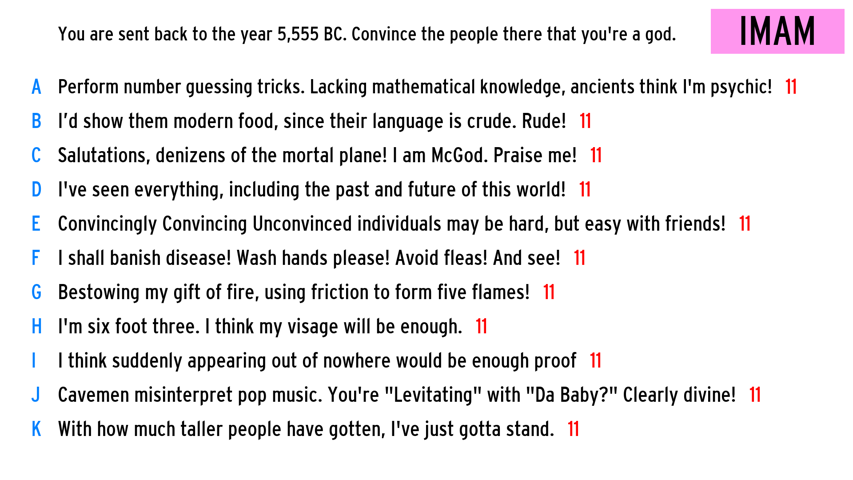 You are sent back to the year 5,555 BC. Convince the people there that you're a god.
IMAM
A Perform number guessing tricks. Lacking mathematical knowledge, ancients think I'm psychic! 11
B I’d show them modern food, since their language is crude. Rude! 11
C Salutations, denizens of the mortal plane! I am McGod. Praise me! 11
D I've seen everything, including the past and future of this world! 11
E Convincingly Convincing Unconvinced individuals may be hard, but easy with friends! 11
F I shall banish disease! Wash hands please! Avoid fleas! And see! 11
G Bestowing my gift of fire, using friction to form five flames! 11
H I'm six foot three. I think my visage will be enough. 11
I I think suddenly appearing out of nowhere would be enough proof 11
J Cavemen misinterpret pop music. You're "Levitating" with "Da Baby?" Clearly divine! 11
K With how much taller people have gotten, I've just gotta stand. 11